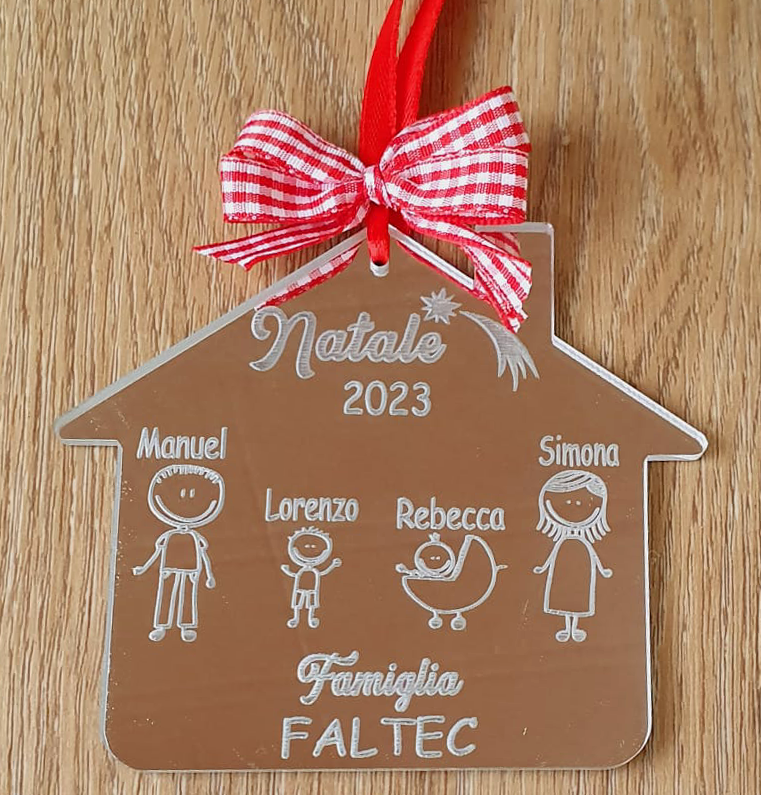 Natale
2023
Manuel
Simona
Lorenzo
Rebecca
Famiglia
FALTEC